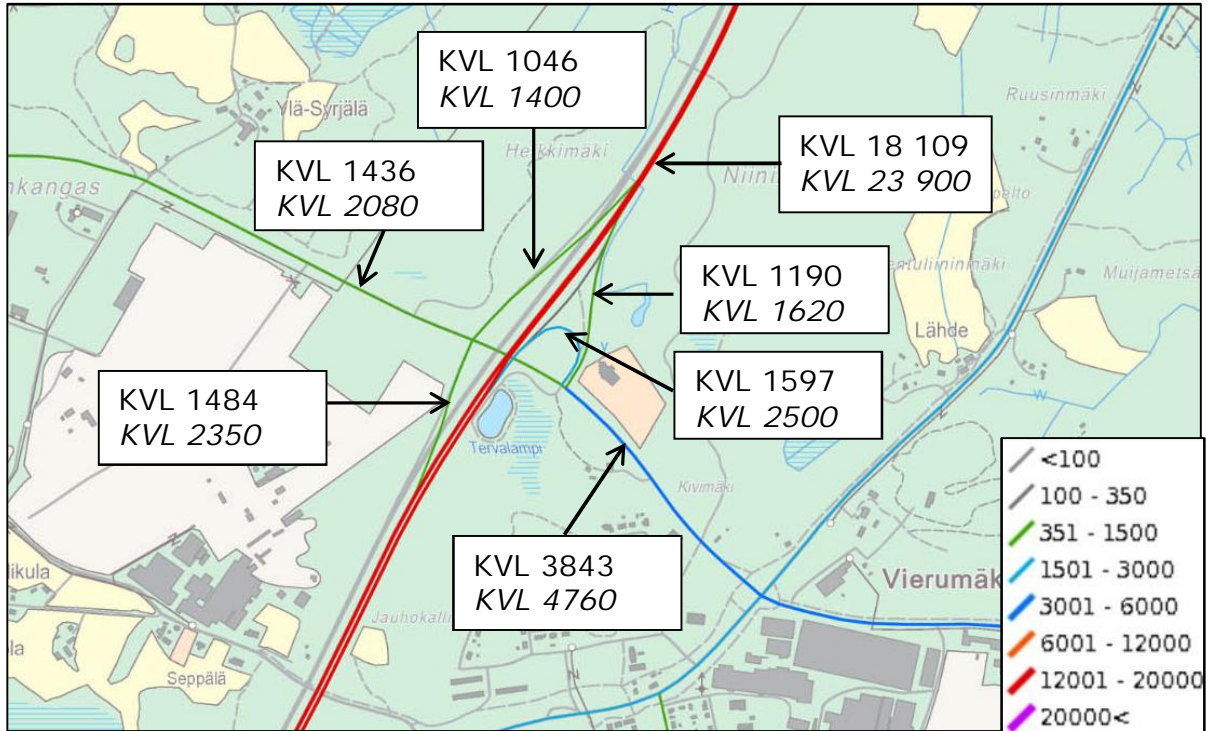 KVL 1046
KVL 1400
Ylä-Syrjälä
Ruusinmäki
KVL 18 109
KVL 23 900
KVL 1436
KVL 2080
KVL 1190
KVL 1620
Muijametsä
Lähde
KVL 1597
KVL 2500
KVL 1484
KVL 2350
Tervalampi
Kivimäki
KVL 3843
KVL 4760
Vierumäk
Seppälä
<100
100 - 350
351 - 1500
1501 - 3000
3001 - 6000
6001 - 12000
12001 - 20000
20000<